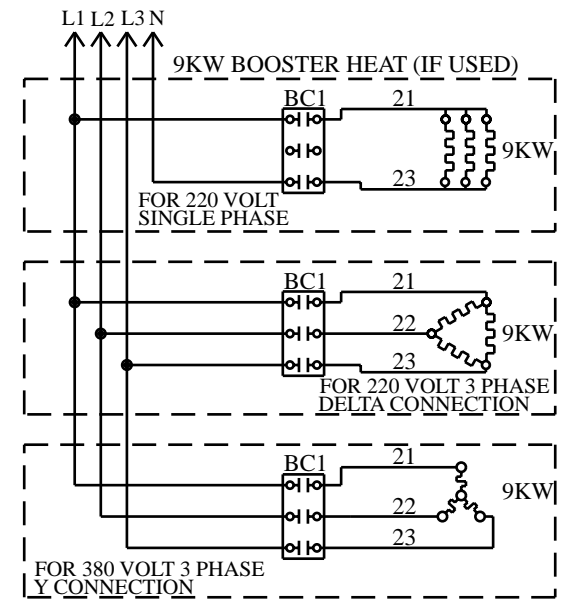 L1 L2 L3 N
9KW BOOSTER HEAT (IF USED)
BC1
21
9KW
23
FOR 220 VOLT
SINGLE PHASE
BC1
21
22
9KW
23
FOR 220 VOLT 3 PHASE
DELTA CONNECTION
BC1
21
9KW
22
23
FOR 380 VOLT 3 PHASE
Y CONNECTION